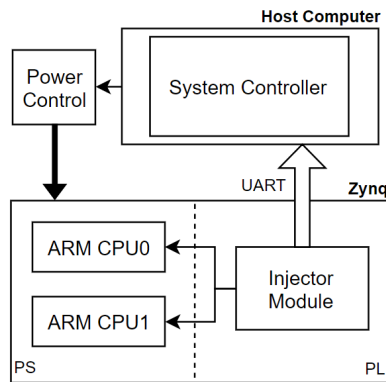 Host Computer
Power
Control
System Controller
UART
Zynq
ARM CPU0
Injector
Module
ARM CPU1
PS
PL